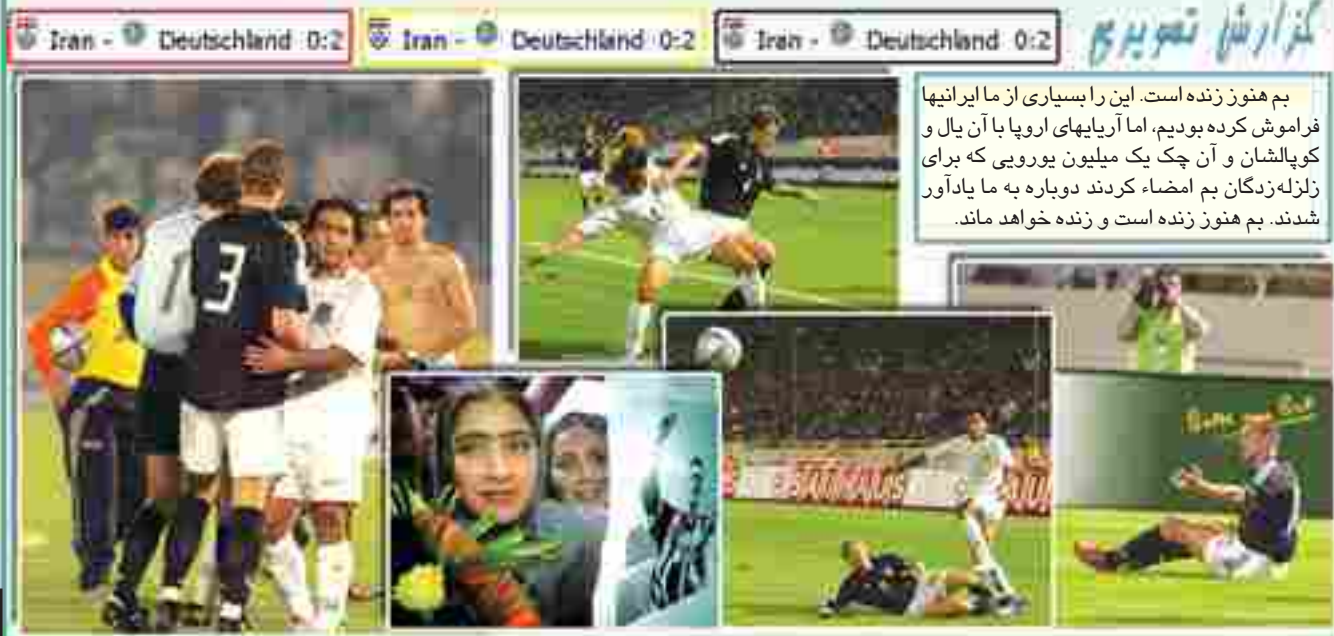 Iran - Deutschland 0:2
Iran - Deutschland 0:2
Iran - Deutschland 0:2
گزارش تصویری
بم هنوز زنده است. این را بسیاری از ما ایرانیها
فراموش کرده بودیم، اما آریایهای اروپا با آن یال و
کوپالشان و آن چک یک میلیون یورویی که برای
زلزله‌زدگان بم امضاء کردند دوباره به ما یادآور
شدند. بم هنوز زنده است و زنده خواهد ماند.
3